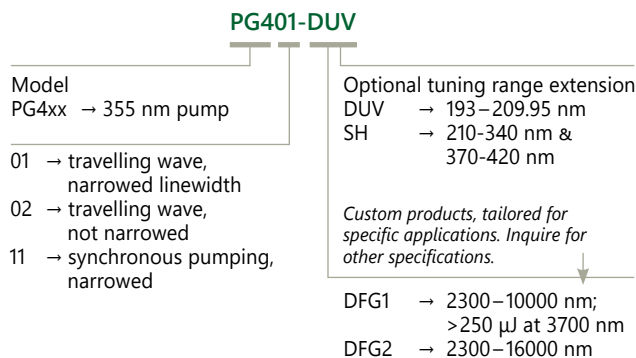 PG401-DUV
Model
PG4xx → 355 nm pump
01 → travelling wave,
narrowed linewidth
02 → travelling wave,
not narrowed
11 → synchronous pumping,
narrowed
Optional tuning range extension
DUV → 193–209.95 nm
SH → 210-340 nm &
370-420 nm
Custom products, tailored for
specific applications. Inquire for
other specifications.
DFG1 → 2300–10000 nm;
>250 µJ at 3700 nm
DFG2 → 2300–16000 nm